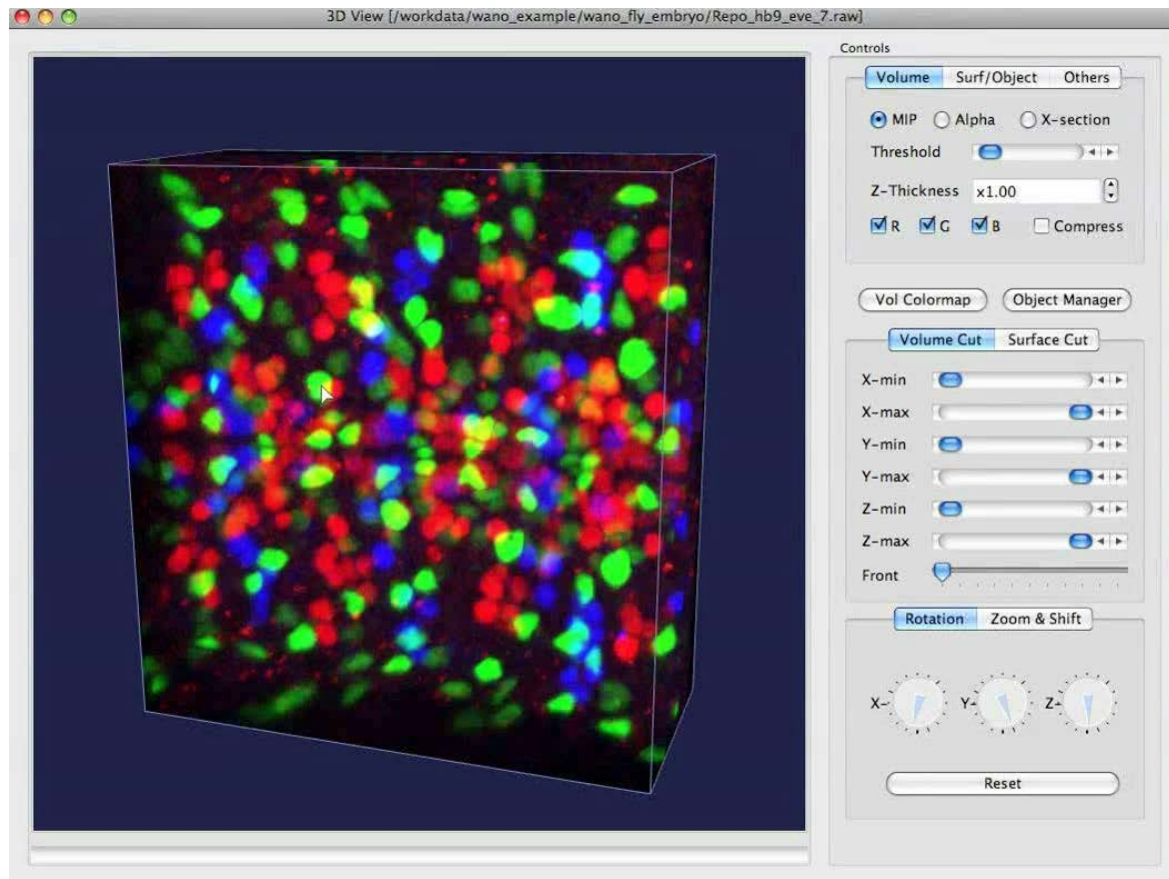 3D View [/workdata/wano_example/wano_fly_embryo/Repo_hb9_eve_7.raw]
Controls
Volume Surf/Object Others
MIP Alpha X-section
Threshold
Z-Thickness x1.00
R G B Compress
Vol Colormap Object Manager
Volume Cut Surface Cut
X-min
X-max
Y-min
Y-max
Z-min
Z-max
Front
Rotation Zoom & Shift
X- Y- Z-
Reset